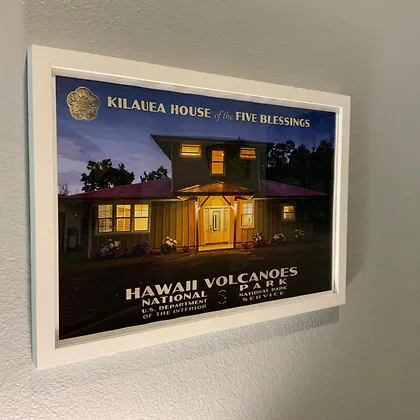 KILAUEA HOUSE of the FIVE BLESSINGS
HAWAII VOLCANOES
NATIONAL PARK
U.S. DEPARTMENT NATIONAL PARK
OF THE INTERIOR SERVICE